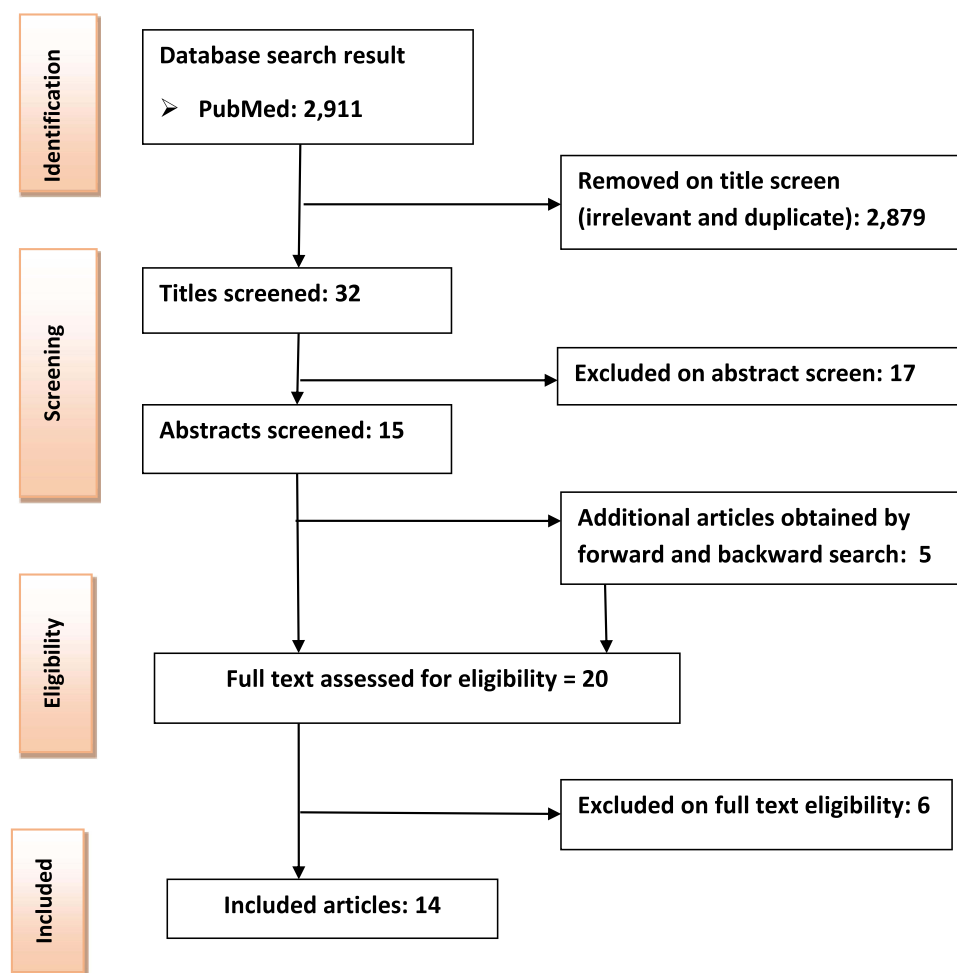 Identification
Database search result
➢ PubMed: 2,911
Removed on title screen
(irrelevant and duplicate): 2,879
Screening
Titles screened: 32
Excluded on abstract screen: 17
Abstracts screened: 15
Additional articles obtained by
forward and backward search:  5
Eligibility
Full text assessed for eligibility = 20
Excluded on full text eligibility: 6
Included
Included articles: 14